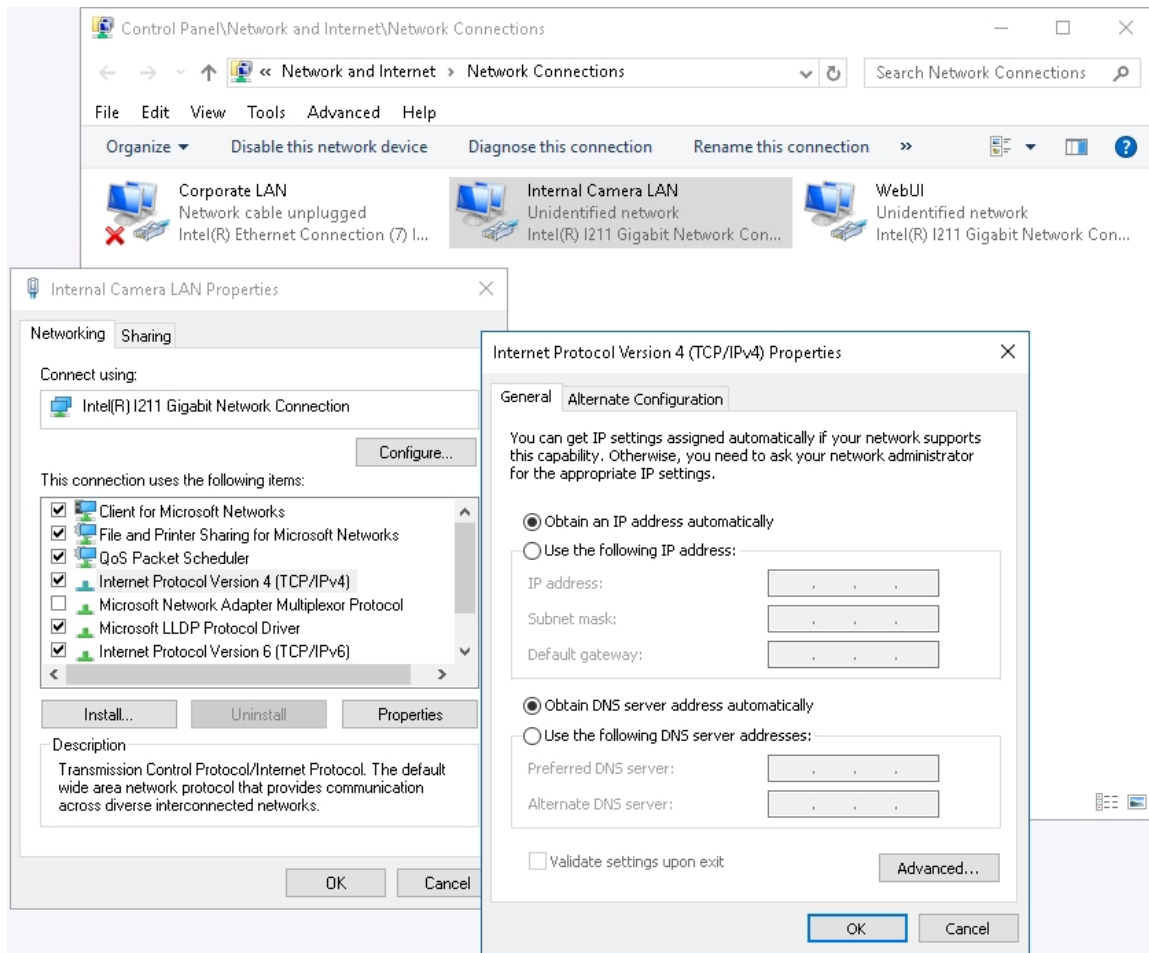 Control Panel\Network and Internet\Network Connections
« Network and Internet > Network Connections
Search Network Connections
File Edit View Tools Advanced Help
Organize Disable this network device Diagnose this connection Rename this connection »
Corporate LAN
Network cable unplugged
Intel(R) Ethernet Connection (7) I...
Internal Camera LAN
Unidentified network
Intel(R) I211 Gigabit Network Con...
WebUI
Unidentified network
Intel(R) I211 Gigabit Network Con...
Internal Camera LAN Properties
Networking Sharing
Connect using:
Intel(R) I211 Gigabit Network Connection
Configure...
This connection uses the following items:
Client for Microsoft Networks
File and Printer Sharing for Microsoft Networks
QoS Packet Scheduler
Internet Protocol Version 4 (TCP/IPv4)
Microsoft Network Adapter Multiplexor Protocol
Microsoft LLDP Protocol Driver
Internet Protocol Version 6 (TCP/IPv6)
Install... Uninstall Properties
Description
Transmission Control Protocol/Internet Protocol. The default
wide area network protocol that provides communication
across diverse interconnected networks.
OK Cancel
Internet Protocol Version 4 (TCP/IPv4) Properties
General Alternate Configuration
You can get IP settings assigned automatically if your network supports
this capability. Otherwise, you need to ask your network administrator
for the appropriate IP settings.
Obtain an IP address automatically
Use the following IP address:
IP address:
Subnet mask:
Default gateway:
Obtain DNS server address automatically
Use the following DNS server addresses:
Preferred DNS server:
Alternate DNS server:
Validate settings upon exit
Advanced...
OK Cancel